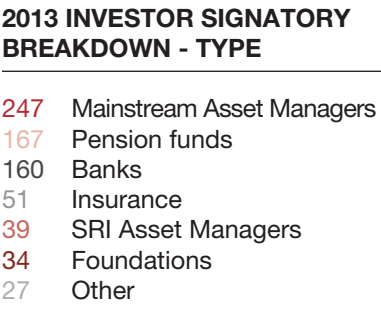 2013 INVESTOR SIGNATORY
BREAKDOWN - TYPE
247 Mainstream Asset Managers
167 Pension funds
160 Banks
51 Insurance
39 SRI Asset Managers
34 Foundations
27 Other